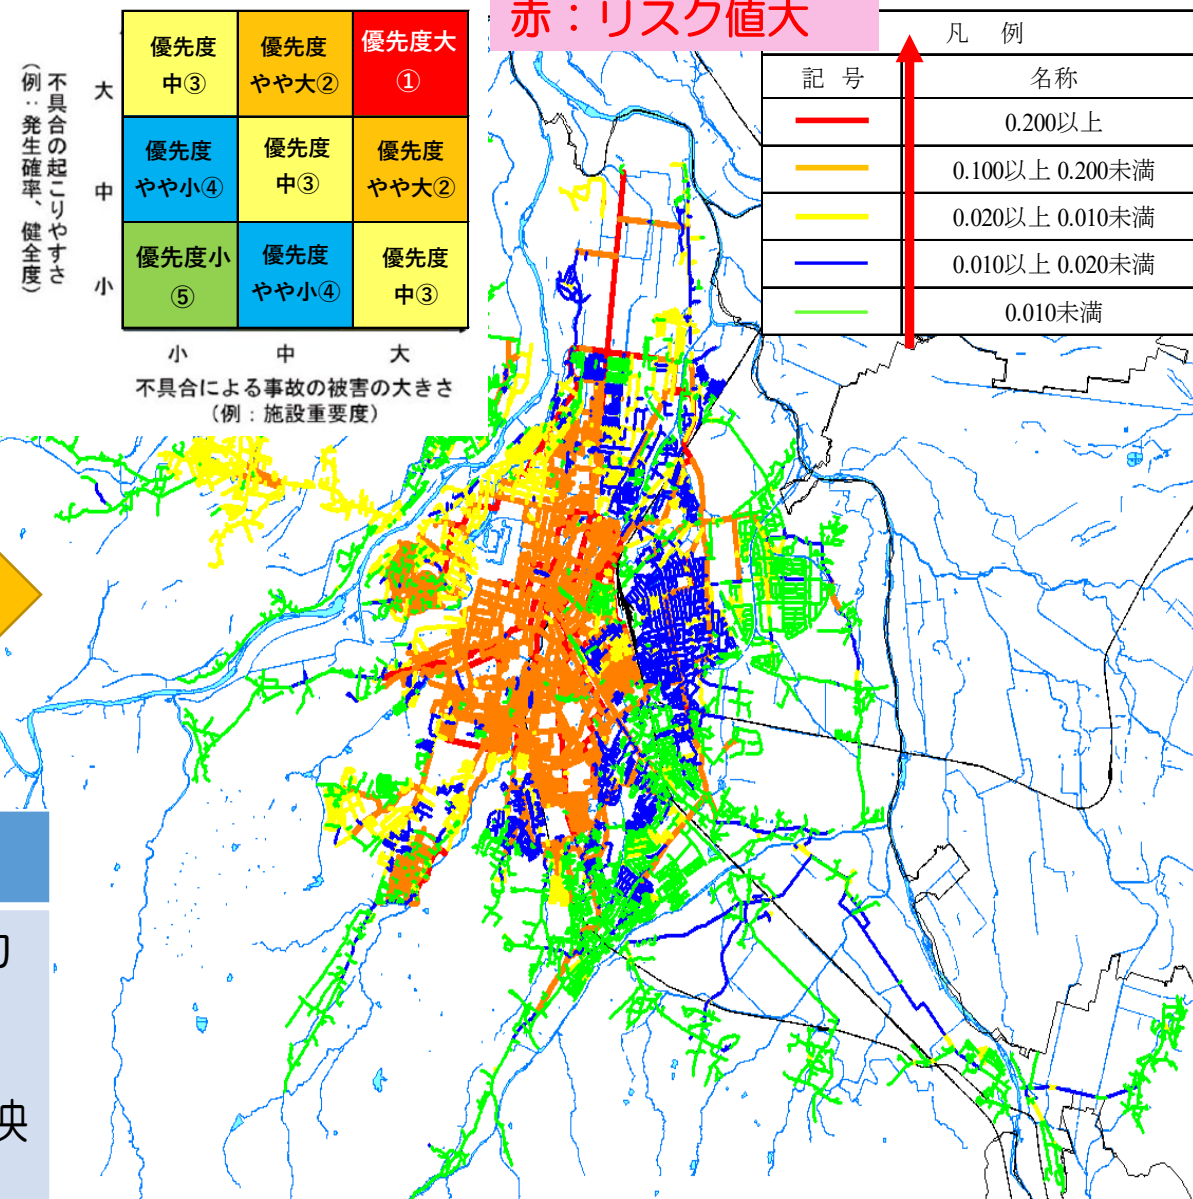 赤：リスク値大
優先度
中③
優先度
やや大②
優先度大
①
優先度
やや小④
優先度
中③
優先度
やや大②
優先度小
⑤
優先度
やや小④
優先度
中③
大
中
小
不具合の起こりやすさ
（例：発生確率、健全度）
小 中 大
不具合による事故の被害の大きさ
（例：施設重要度）
凡 例
記 号 名称
0.200以上
0.100以上 0.200未満
0.020以上 0.010未満
0.010以上 0.020未満
0.010未満